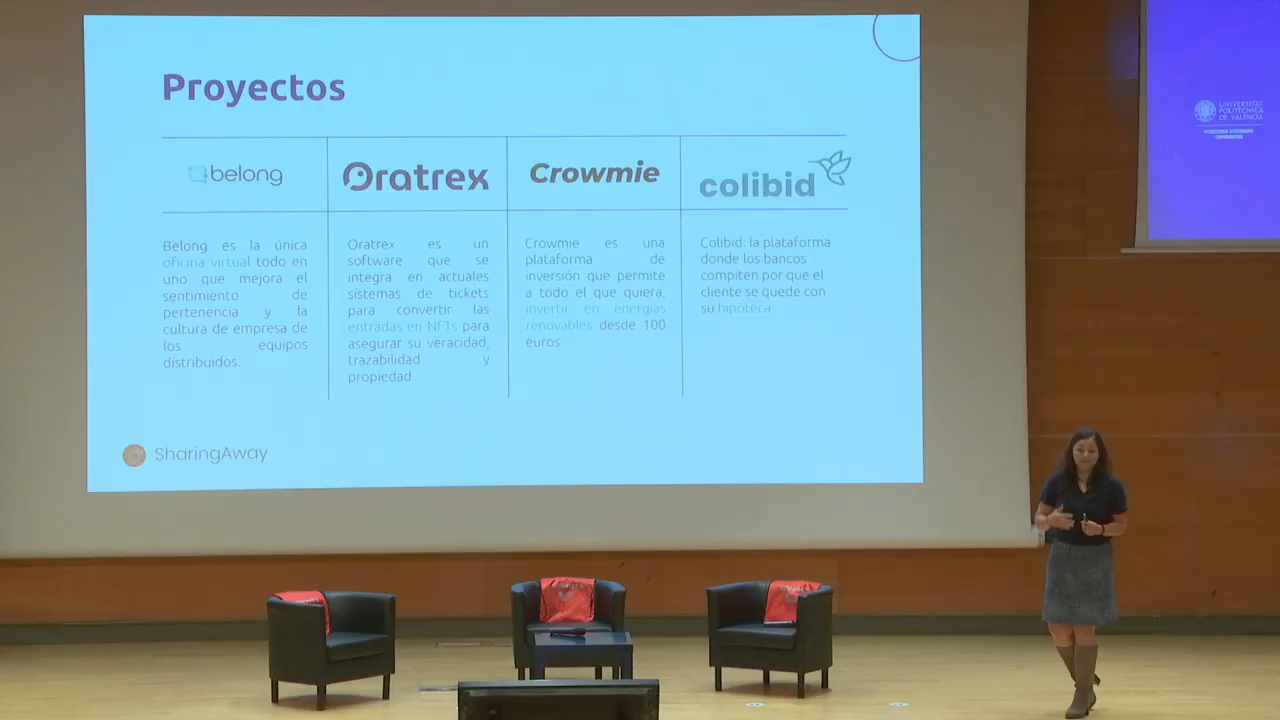 Proyectos
belong
Oratrex
Crowmie
colibid
Belong es la única
oficina virtual todo en
uno que mejora el
sentimiento de
pertenencia y la
cultura de empresa de
los equipos
distribuidos.
Oratrex es un
software que se
integra en actuales
sistemas de tickets
para convertir las
entradas en NFTs para
asegurar su veracidad,
trazabilidad y
propiedad.
Crowmie es una
plataforma de
inversión que permite
a todo el que quiera,
invertir en energías
renovables desde 100
euros
Colibid: la plataforma
donde los bancos
compiten por que el
cliente se quede con
su hipoteca.
SharingAway
UNIVERSITAT
POLITÈCNICA
DE VALÈNCIA